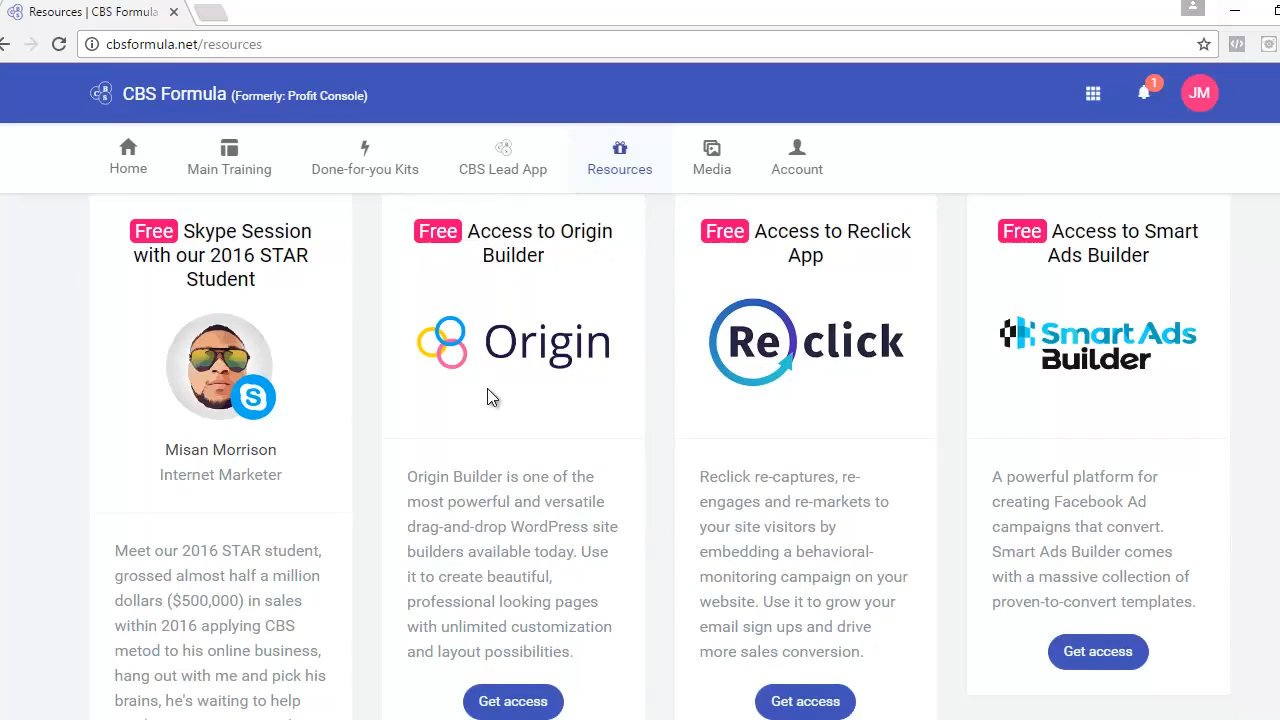 Resources | CBS Formula
cbsformula.net/resources
CBS Formula (Formerly: Profit Console)
1
JM
Home
Main Training
Done-for-you Kits
CBS Lead App
Resources
Media
Account
Free Skype Session
with our 2016 STAR
Student
Misan Morrison
Internet Marketer
Meet our 2016 STAR student,
grossed almost half a million
dollars ($500,000) in sales
within 2016 applying CBS
metod to his online business,
hang out with me and pick his
brains, he's waiting to help
Free Access to Origin
Builder
Origin
Origin Builder is one of the
most powerful and versatile
drag-and-drop WordPress site
builders available today. Use
it to create beautiful,
professional looking pages
with unlimited customization
and layout possibilities.
Get access
Free Access to Reclick
App
Reclick
Reclick re-captures, re-
engages and re-markets to
your site visitors by
embedding a behavioral-
monitoring campaign on your
website. Use it to grow your
email sign ups and drive
more sales conversion.
Get access
Free Access to Smart
Ads Builder
Smart Ads
Builder
A powerful platform for
creating Facebook Ad
campaigns that convert.
Smart Ads Builder comes
with a massive collection of
proven-to-convert templates.
Get access